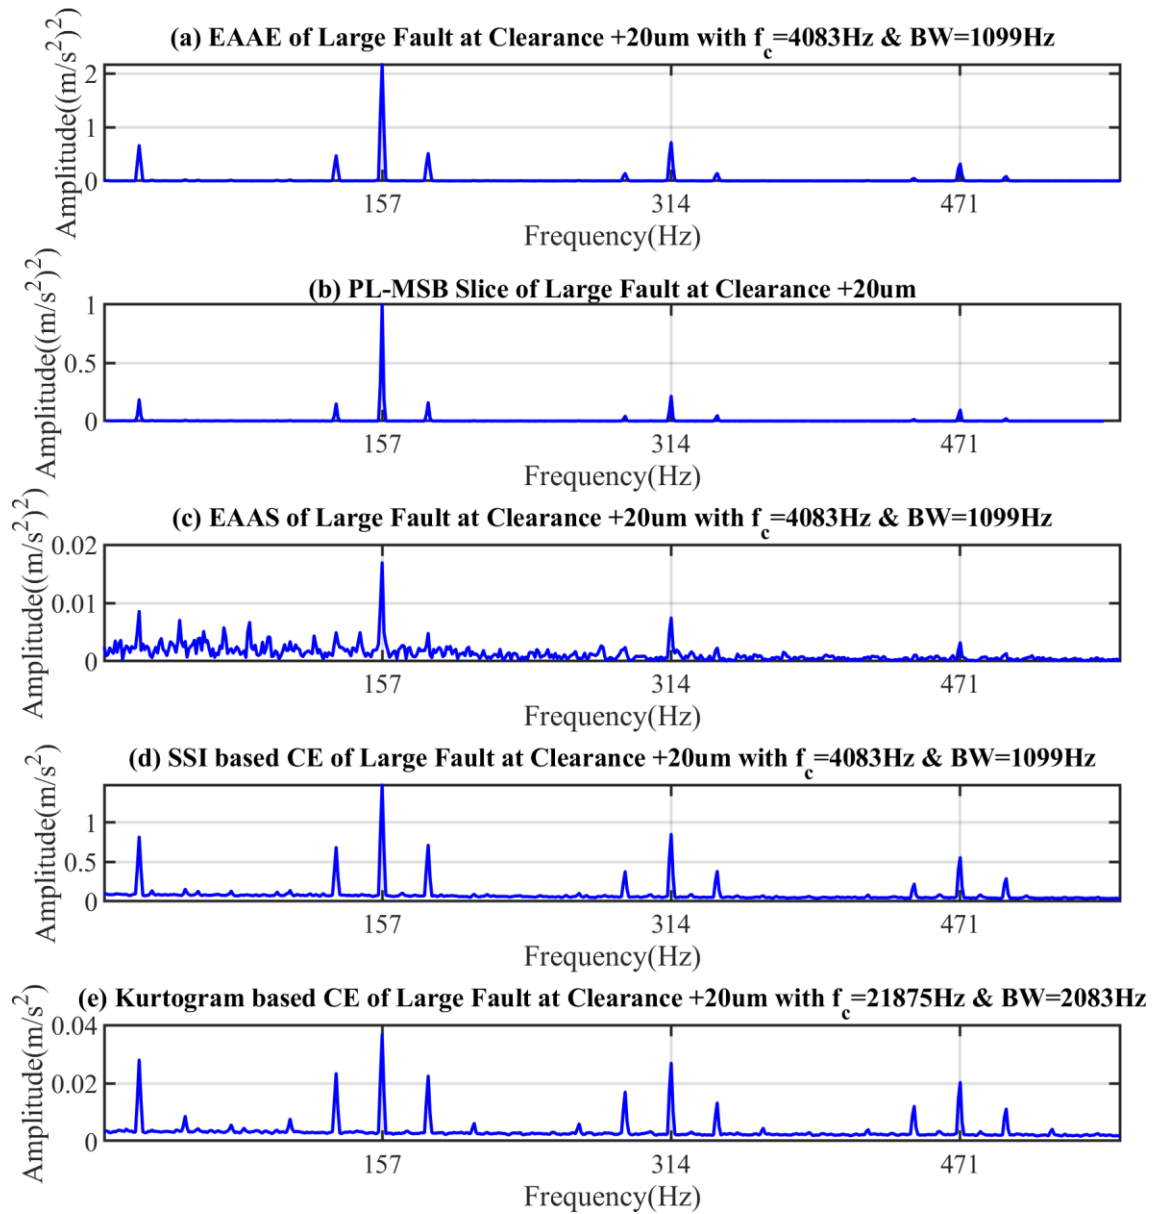 (a) EAAE of Large Fault at Clearance +20um with f_c=4083Hz & BW=1099Hz
Amplitude((m/s²)²)
2
1
0
157 314 471
Frequency(Hz)
(b) PL-MSB Slice of Large Fault at Clearance +20um
Amplitude((m/s²)²)
1
0.5
0
157 314 471
Frequency(Hz)
(c) EAAS of Large Fault at Clearance +20um with f_c=4083Hz & BW=1099Hz
Amplitude((m/s²)²)
0.02
0.01
0
157 314 471
Frequency(Hz)
(d) SSI based CE of Large Fault at Clearance +20um with f_c=4083Hz & BW=1099Hz
Amplitude(m/s²)
1
0.5
0
157 314 471
Frequency(Hz)
(e) Kurtogram based CE of Large Fault at Clearance +20um with f_c=21875Hz & BW=2083Hz
Amplitude(m/s²)
0.04
0.02
0
157 314 471
Frequency(Hz)